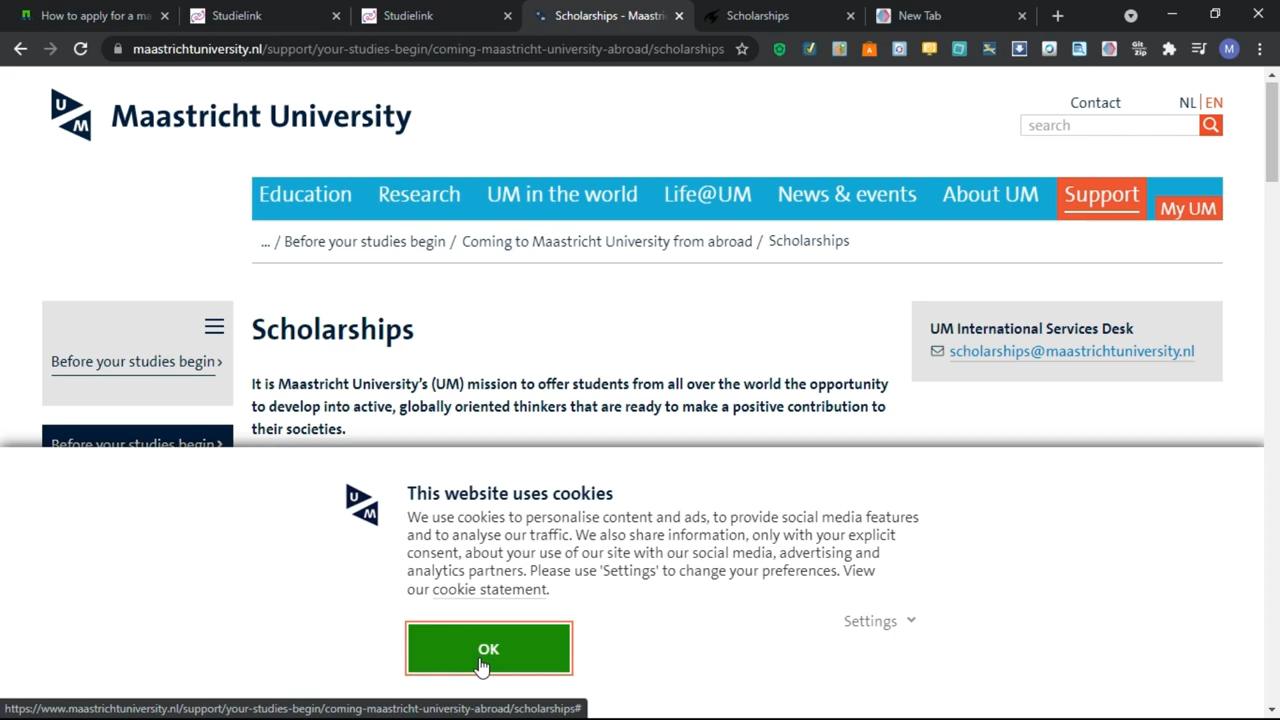 How to apply for a ma
Studielink
Studielink
Scholarships - Maastri
Scholarships
New Tab
maastrichtuniversity.nl/support/your-studies-begin/coming-maastricht-university-abroad/scholarships
Git
Zip
M
U
M
Maastricht University
Contact
NL | EN
search
Education
Research
UM in the world
Life@UM
News & events
About UM
Support
My UM
... / Before your studies begin / Coming to Maastricht University from abroad / Scholarships
Before your studies begin ›
Before your studies begin ›
Scholarships
It is Maastricht University's (UM) mission to offer students from all over the world the opportunity
to develop into active, globally oriented thinkers that are ready to make a positive contribution to
their societies.
UM International Services Desk
scholarships@maastrichtuniversity.nl
U
M
This website uses cookies
We use cookies to personalise content and ads, to provide social media features
and to analyse our traffic. We also share information, only with your explicit
consent, about your use of our site with our social media, advertising and
analytics partners. Please use 'Settings' to change your preferences. View
our cookie statement.
Settings
OK
https://www.maastrichtuniversity.nl/support/your-studies-begin/coming-maastricht-university-abroad/scholarships#